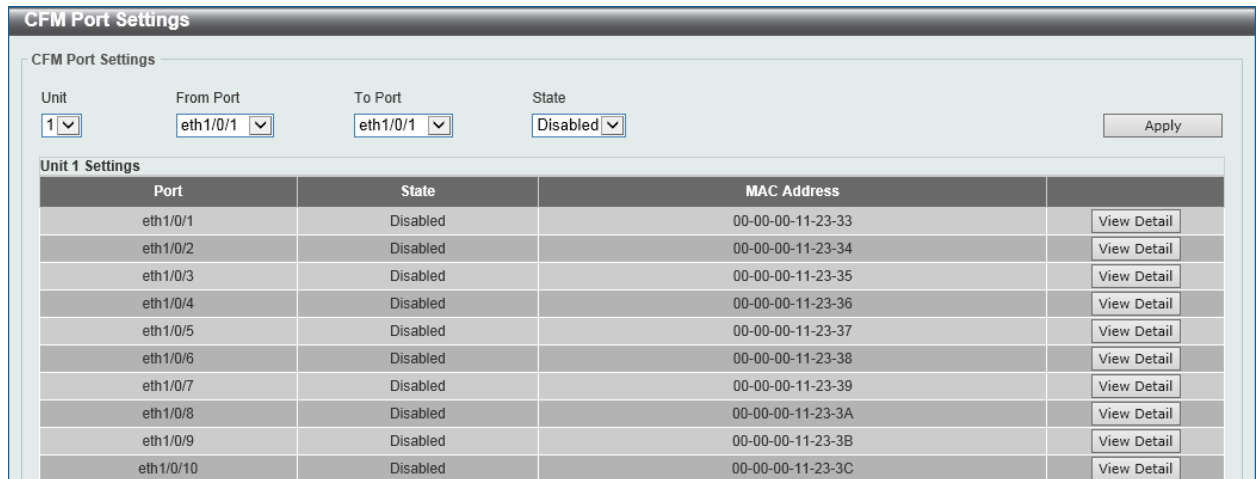 CFM Port Settings
CFM Port Settings
Unit From Port To Port State
1 eth1/0/1 eth1/0/1 Disabled Apply
Unit 1 Settings
Port State MAC Address
eth1/0/1 Disabled 00-00-00-11-23-33 View Detail
eth1/0/2 Disabled 00-00-00-11-23-34 View Detail
eth1/0/3 Disabled 00-00-00-11-23-35 View Detail
eth1/0/4 Disabled 00-00-00-11-23-36 View Detail
eth1/0/5 Disabled 00-00-00-11-23-37 View Detail
eth1/0/6 Disabled 00-00-00-11-23-38 View Detail
eth1/0/7 Disabled 00-00-00-11-23-39 View Detail
eth1/0/8 Disabled 00-00-00-11-23-3A View Detail
eth1/0/9 Disabled 00-00-00-11-23-3B View Detail
eth1/0/10 Disabled 00-00-00-11-23-3C View Detail